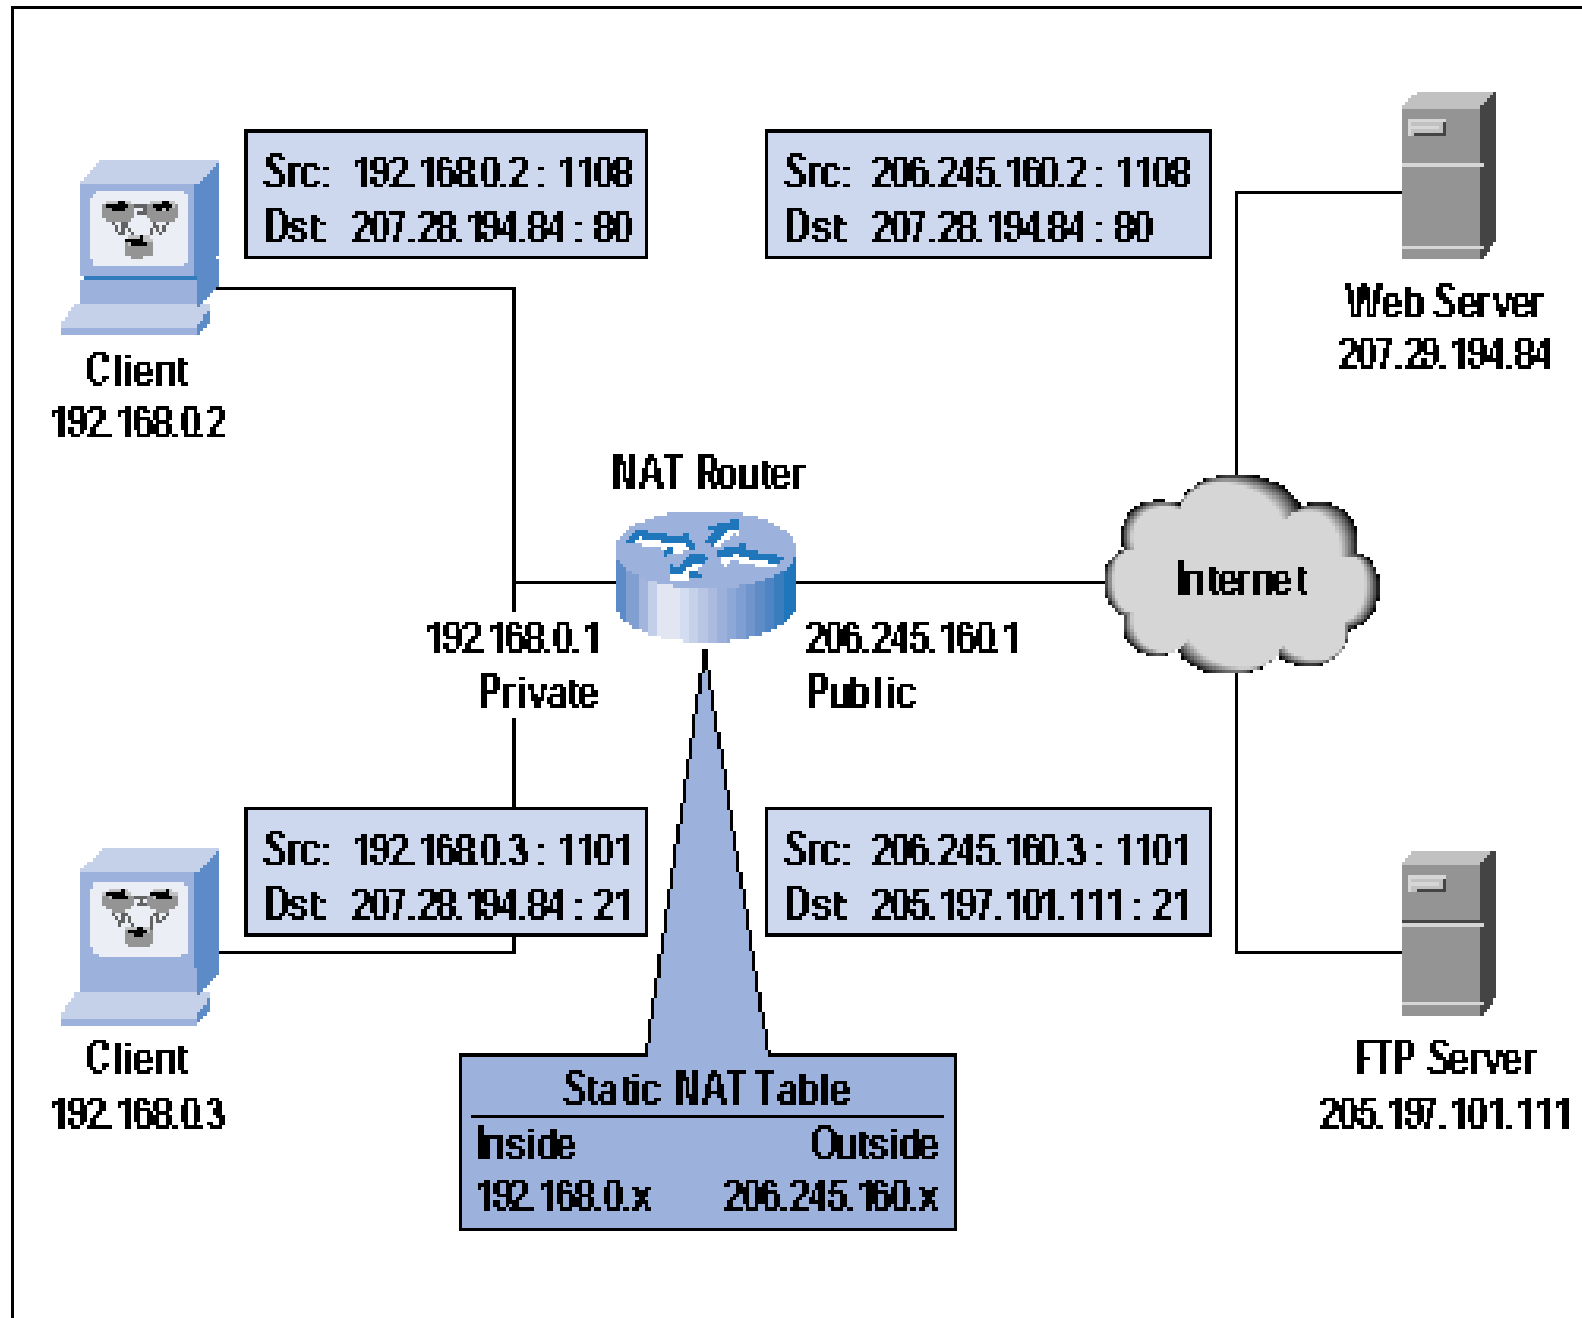 Src: 192.168.0.2 : 1108
Dst: 207.28.194.84 : 80
Src: 206.245.160.2 : 1108
Dst 207.28.194.84 : 80
Client
192.168.0.2
Web Server
207.29.194.84
NAT Router
Internet
192.168.0.1
Private
206.245.160.1
Public
Src: 192.168.0.3 : 1101
Dst: 207.28.194.84 : 21
Src: 206.245.160.3 : 1101
Dst 205.197.101.111 : 21
Client
192.168.0.3
FTP Server
205.197.101.111
Static NAT Table
Inside Outside
192.168.0.x 206.245.160.x